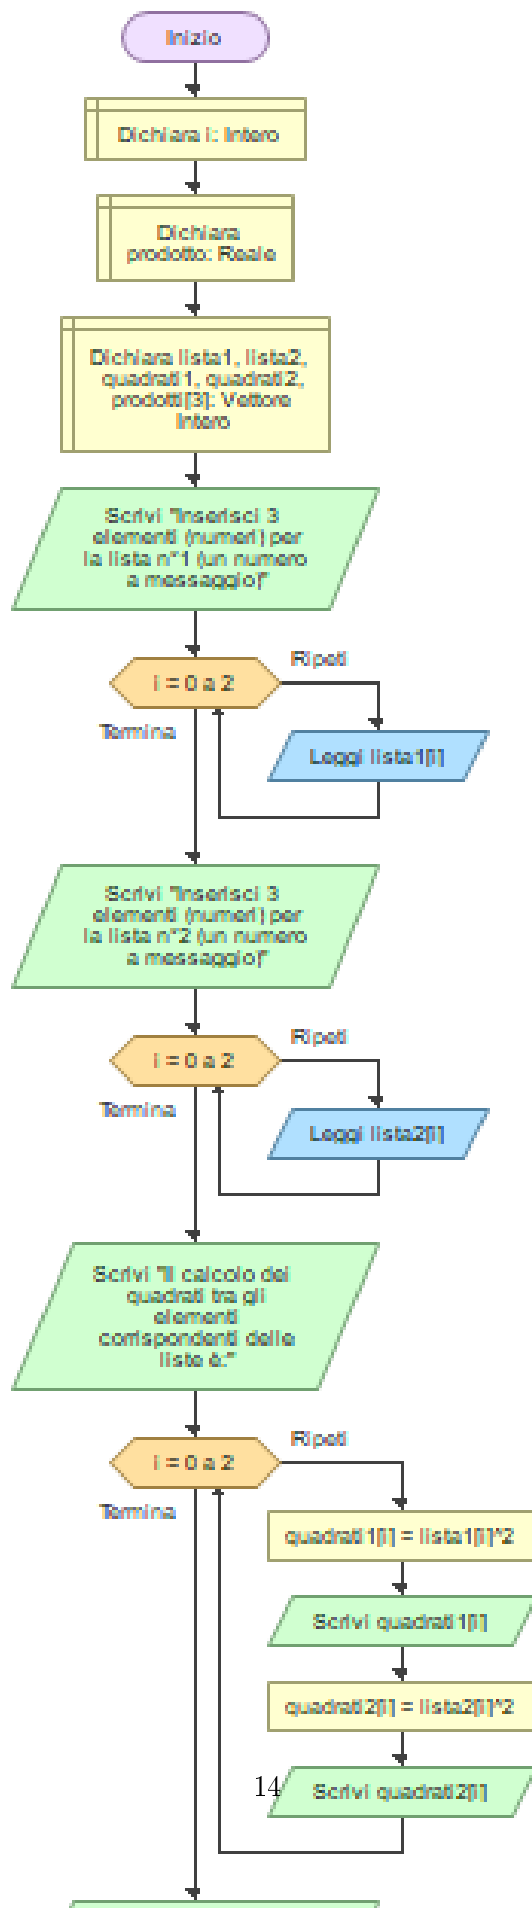 Inizio
Dichiara i: Intero
Dichiara
prodotto: Reale
Dichiara lista1, lista2,
quadrati1, quadrati2,
prodotti[3]: Vettore
Intero
Scrivi "Inserisci 3
elementi (numeri) per
la lista n°1 (un numero
a messaggio)"
i = 0 a 2
Ripeti
Termina
Leggi lista1[i]
Scrivi "Inserisci 3
elementi (numeri) per
la lista n°2 (un numero
a messaggio)"
i = 0 a 2
Ripeti
Termina
Leggi lista2[i]
Scrivi "Il calcolo dei
quadrati tra gli
elementi
corrispondenti delle
liste è:"
i = 0 a 2
Ripeti
Termina
quadrati1[i] = lista1[i]^2
Scrivi quadrati1[i]
quadrati2[i] = lista2[i]^2
Scrivi quadrati2[i]
14